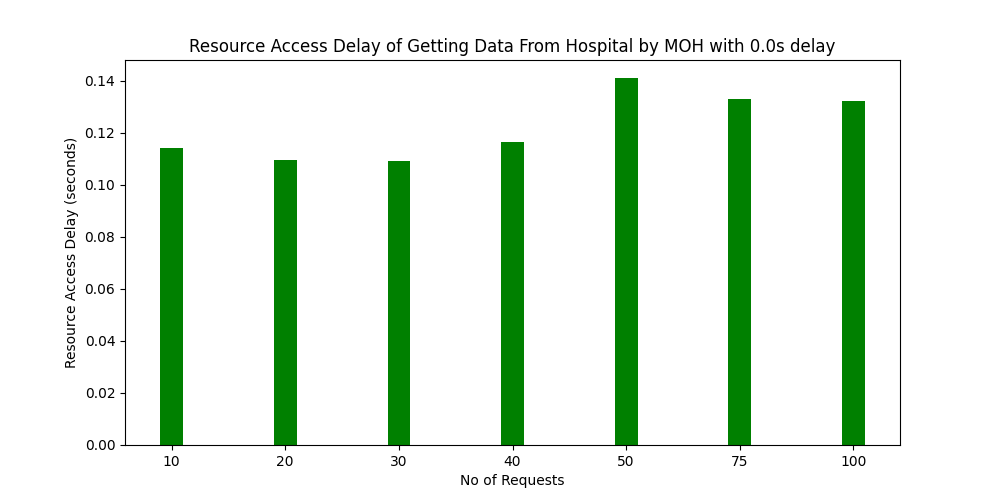 Resource Access Delay of Getting Data From Hospital by MOH with 0.0s delay
0.14
0.12
0.10
0.08
0.06
0.04
0.02
0.00
Resource Access Delay (seconds)
10 20 30 40 50 75 100
No of Requests